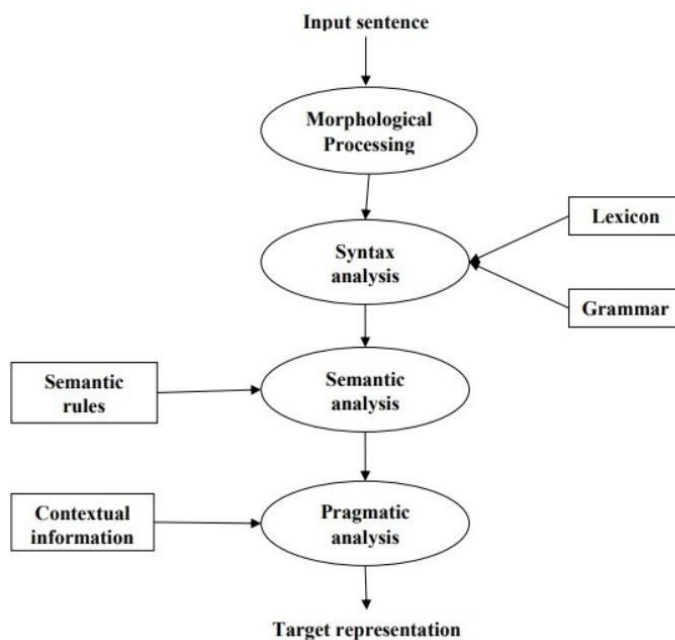 Input sentence
Morphological
Processing
Lexicon
Syntax
analysis
Grammar
Semantic
rules
Semantic
analysis
Contextual
information
Pragmatic
analysis
Target representation